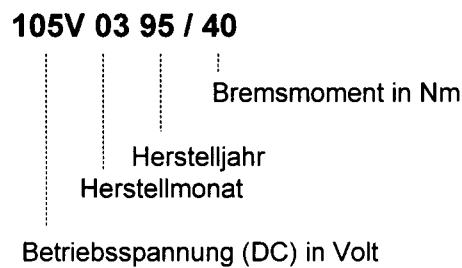 105V 03 95 / 40
Bremsmoment in Nm
Herstelljahr
Herstellmonat
Betriebsspannung (DC) in Volt